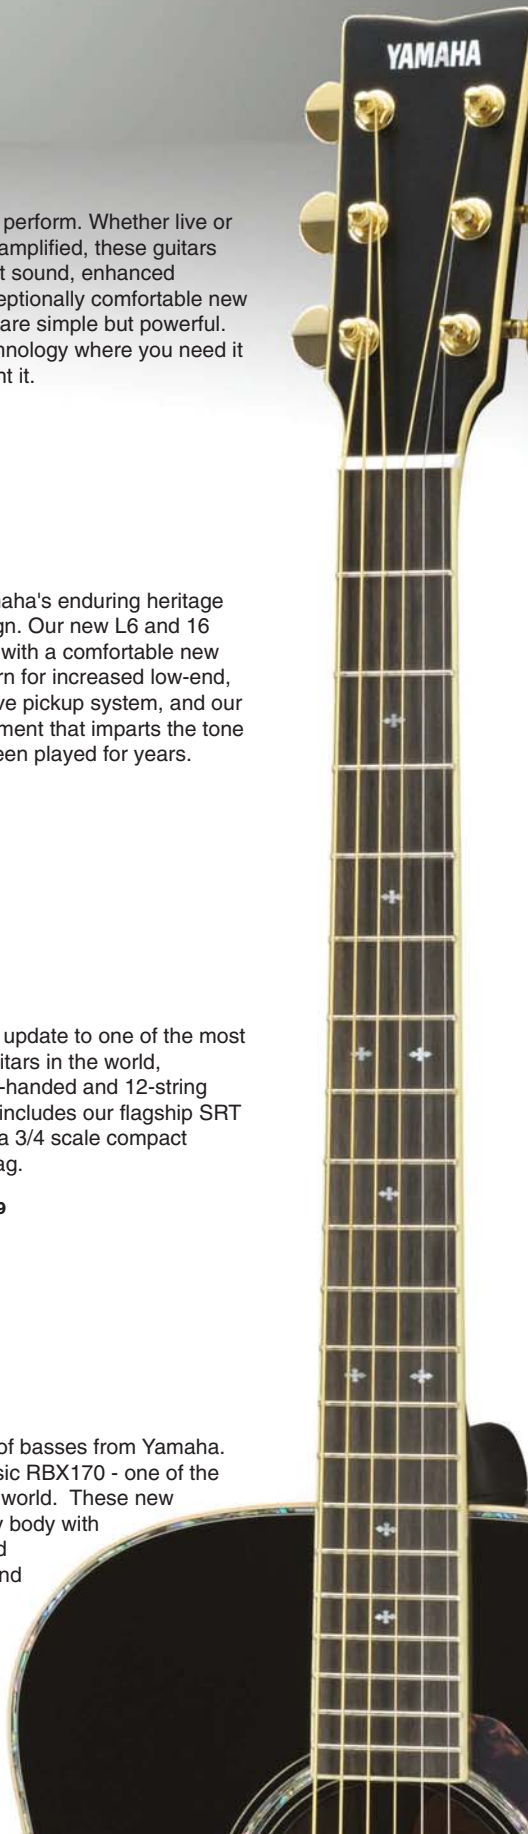 YAMAHA
perform. Whether live or
amplified, these guitars
t sound, enhanced
eptionally comfortable new
are simple but powerful.
hnology where you need it
nt it.
aha's enduring heritage
gn. Our new L6 and 16
with a comfortable new
rn for increased low-end,
ve pickup system, and our
ment that imparts the tone
een played for years.
update to one of the most
itars in the world,
-handed and 12-string
includes our flagship SRT
a 3/4 scale compact
ag.
9
of basses from Yamaha.
sic RBX170 - one of the
world. These new
y body with
d
nd